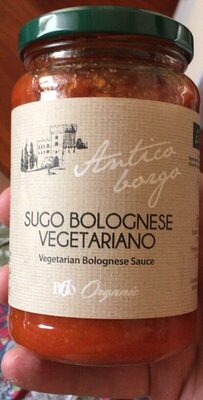 Antico
borgo
SUGO BOLOGNESE
VEGETARIANO
Vegetarian Bolognese Sauce
Organic